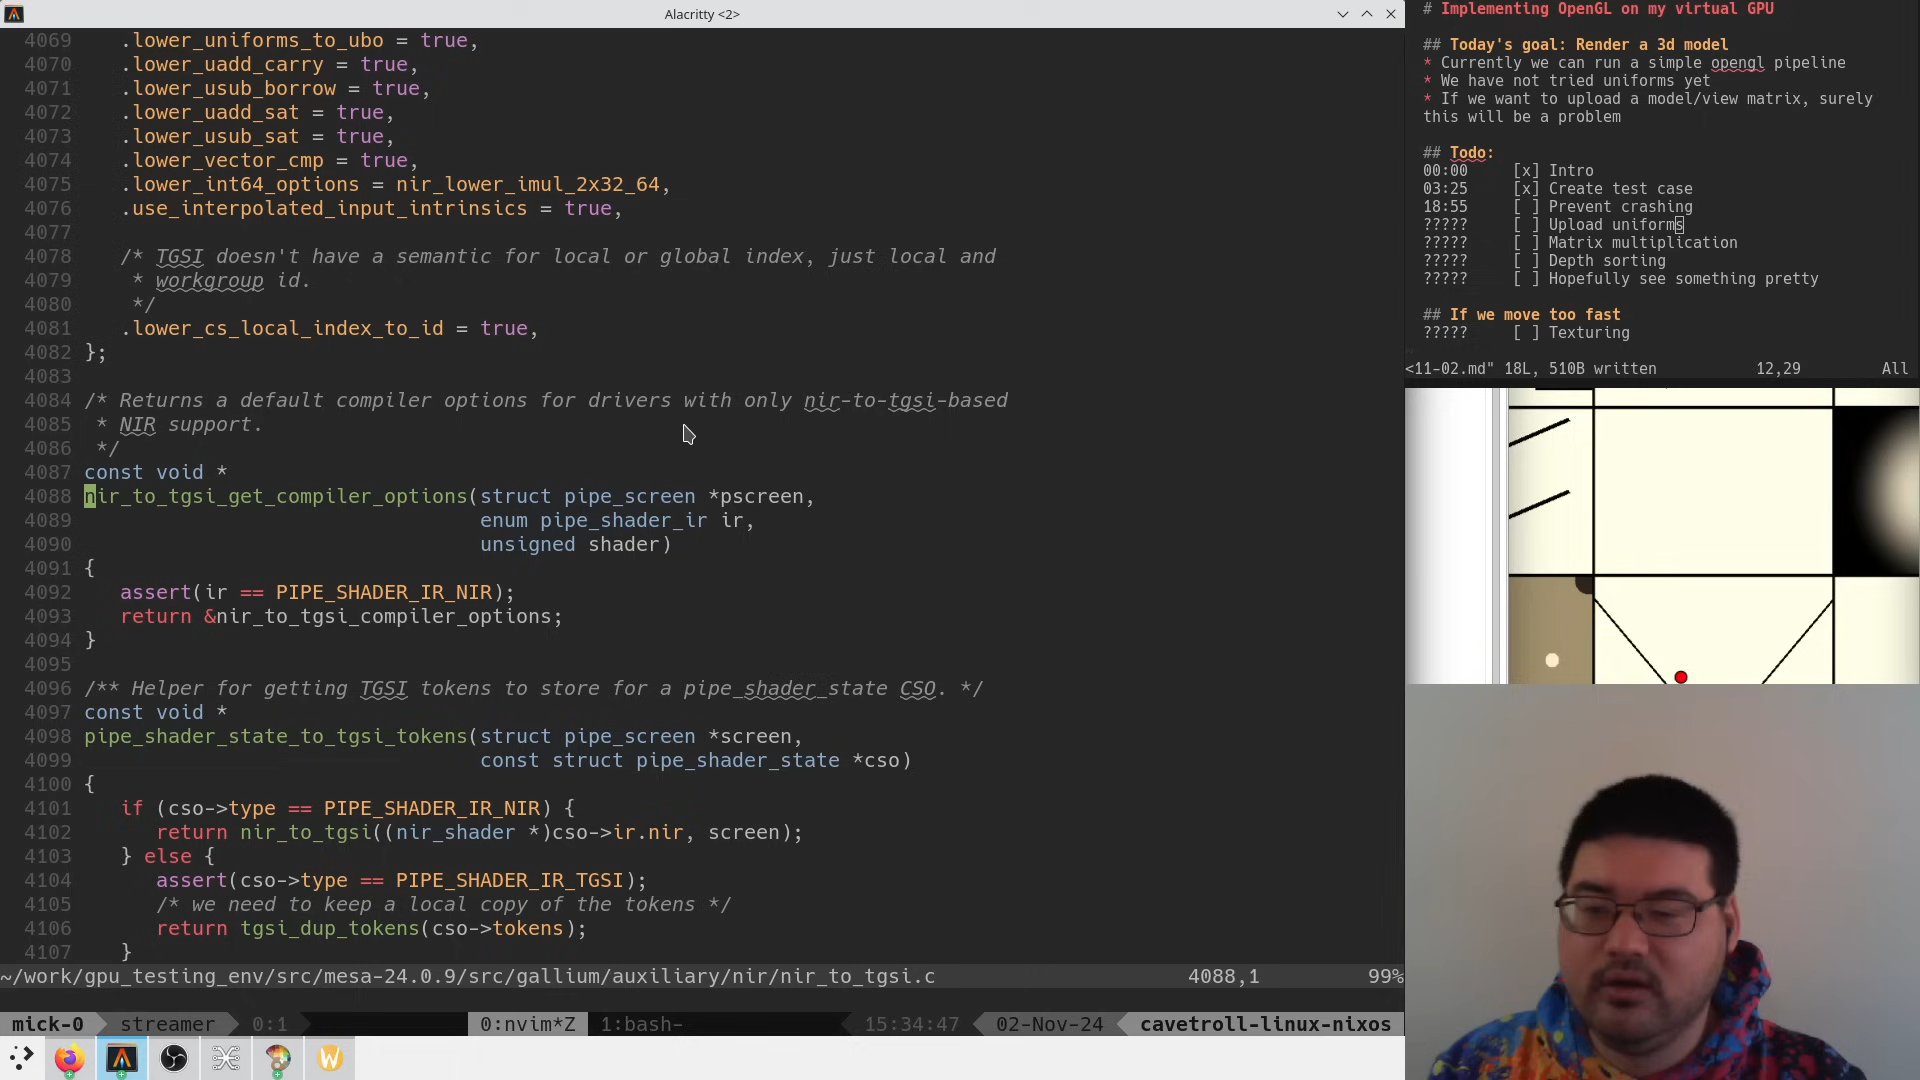 Alacritty <2>
4069 .lower_uniforms_to_ubo = true,
4070 .lower_uadd_carry = true,
4071 .lower_usub_borrow = true,
4072 .lower_uadd_sat = true,
4073 .lower_usub_sat = true,
4074 .lower_vector_cmp = true,
4075 .lower_int64_options = nir_lower_imul_2x32_64,
4076 .use_interpolated_input_intrinsics = true,
4077
4078 /* TGSI doesn't have a semantic for local or global index, just local and
4079 * workgroup id.
4080 */
4081 .lower_cs_local_index_to_id = true,
4082 };
4083
4084 /* Returns a default compiler options for drivers with only nir-to-tgsi-based
4085 * NIR support.
4086 */
4087 const void *
4088 nir_to_tgsi_get_compiler_options(struct pipe_screen *pscreen,
4089 enum pipe_shader_ir ir,
4090 unsigned shader)
4091 {
4092 assert(ir == PIPE_SHADER_IR_NIR);
4093 return &nir_to_tgsi_compiler_options;
4094 }
4095
4096 /** Helper for getting TGSI tokens to store for a pipe_shader_state CSO. */
4097 const void *
4098 pipe_shader_state_to_tgsi_tokens(struct pipe_screen *screen,
4099 const struct pipe_shader_state *cso)
4100 {
4101 if (cso->type == PIPE_SHADER_IR_NIR) {
4102 return nir_to_tgsi((nir_shader *)cso->ir.nir, screen);
4103 } else {
4104 assert(cso->type == PIPE_SHADER_IR_TGSI);
4105 /* we need to keep a local copy of the tokens */
4106 return tgsi_dup_tokens(cso->tokens);
4107 }
~/work/gpu_testing_env/src/mesa-24.0.9/src/gallium/auxiliary/nir/nir_to_tgsi.c 4088,1 99%
mick-0 streamer 0:1 0:nvim*Z 1:bash- 15:34:47 02-Nov-24 cavetroll-linux-nixos
# Implementing OpenGL on my virtual GPU
## Today's goal: Render a 3d model
* Currently we can run a simple opengl pipeline
* We have not tried uniforms yet
* If we want to upload a model/view matrix, surely
this will be a problem
## Todo:
00:00 [x] Intro
03:25 [x] Create test case
18:55 [ ] Prevent crashing
????? [ ] Upload uniforms
????? [ ] Matrix multiplication
????? [ ] Depth sorting
????? [ ] Hopefully see something pretty
## If we move too fast
????? [ ] Texturing
<11-02.md" 18L, 510B written 12,29 All